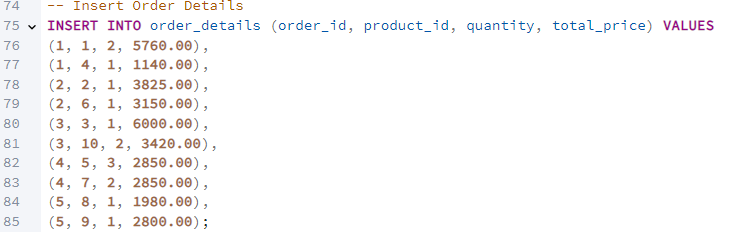 74 -- Insert Order Details
75 INSERT INTO order_details (order_id, product_id, quantity, total_price) VALUES
76 (1, 1, 2, 5760.00),
77 (1, 4, 1, 1140.00),
78 (2, 2, 1, 3825.00),
79 (2, 6, 1, 3150.00),
80 (3, 3, 1, 6000.00),
81 (3, 10, 2, 3420.00),
82 (4, 5, 3, 2850.00),
83 (4, 7, 2, 2850.00),
84 (5, 8, 1, 1980.00),
85 (5, 9, 1, 2800.00);